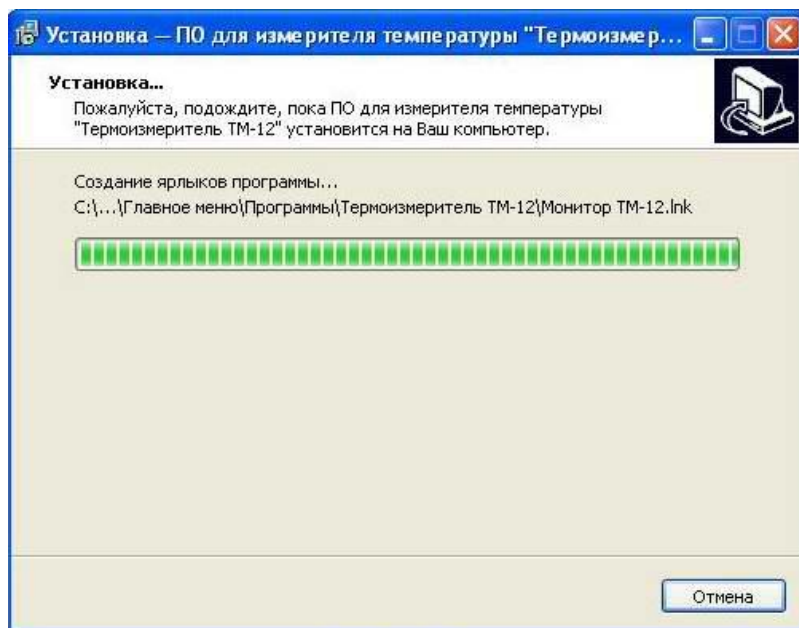 Установка — ПО для измерителя температуры "Термоизмер...
Установка...
Пожалуйста, подождите, пока ПО для измерителя температуры
"Термоизмеритель ТМ-12" установится на Ваш компьютер.
Создание ярлыков программы...
C:\...\Главное меню\Программы\Термоизмеритель ТМ-12\Монитор ТМ-12.lnk
Отмена